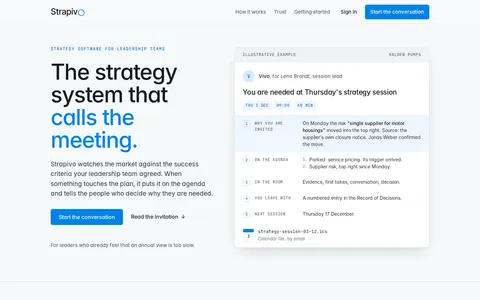 Strapivo
How it works
Trust
Getting started
Sign in
Start the conversation
STRATEGY SOFTWARE FOR LEADERSHIP TEAMS
The strategy
system that
calls the
meeting.
Strapivo watches the market against the success
criteria your leadership team agreed. When
something touches the plan, it puts it on the agenda
and tells the people who decide why they are needed.
Start the conversation
Read the invitation ↓
For leaders who already feel that an annual view is too slow.
ILLUSTRATIVE EXAMPLE
HALDEN PUMPS
V
Vivo, for Lena Brandt, session lead
You are needed at Thursday's strategy session
THU 3 DEC
09:00
40 MIN
1 WHY YOU ARE INVITED
On Monday the risk "single supplier for motor
housings" moved into the top right. Source: the
supplier's own closure notice. Jonas Weber confirmed
the move.
2 ON THE AGENDA
1. Parked: service pricing. Its trigger arrived.
2. Supplier risk, top right since Monday.
3 IN THE ROOM
Evidence, first takes, conversation, decision.
4 YOU LEAVE WITH
A numbered entry in the Record of Decisions.
5 NEXT SESSION
Thursday 17 December.
3
strategy-session-03-12.ics
Calendar file, by email